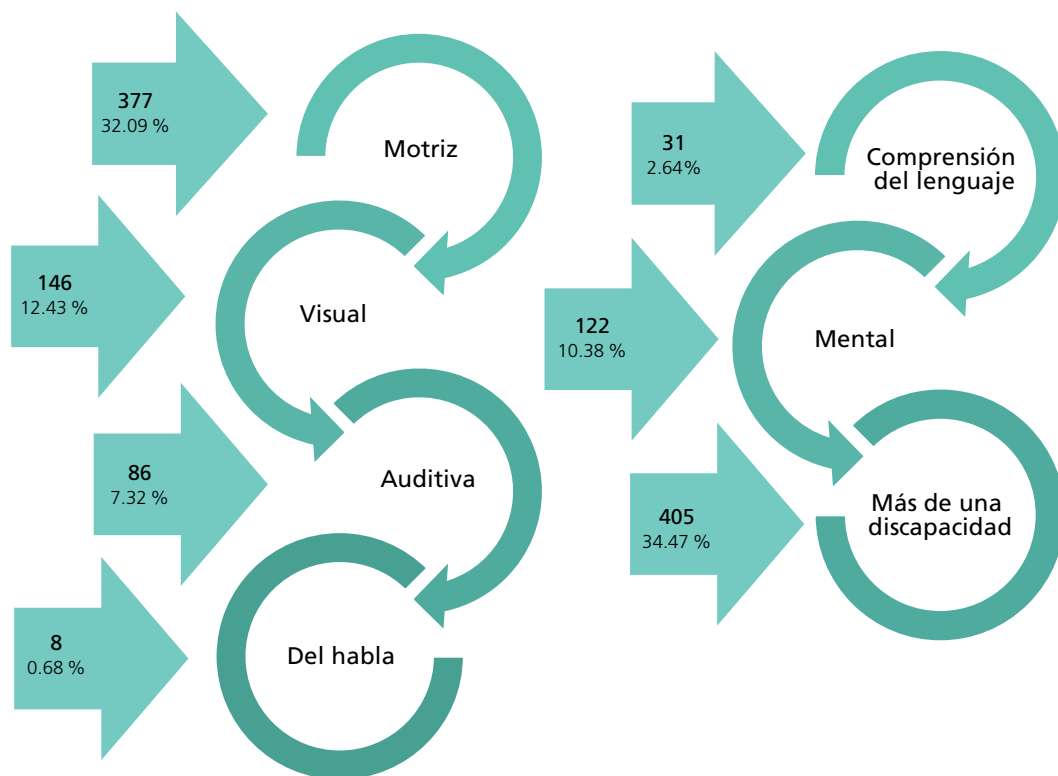 377
32.09 %
Motriz
146
12.43 %
Visual
86
7.32 %
Auditiva
8
0.68 %
Del habla
31
2.64%
Comprensión
del lenguaje
122
10.38 %
Mental
405
34.47 %
Más de una
discapacidad